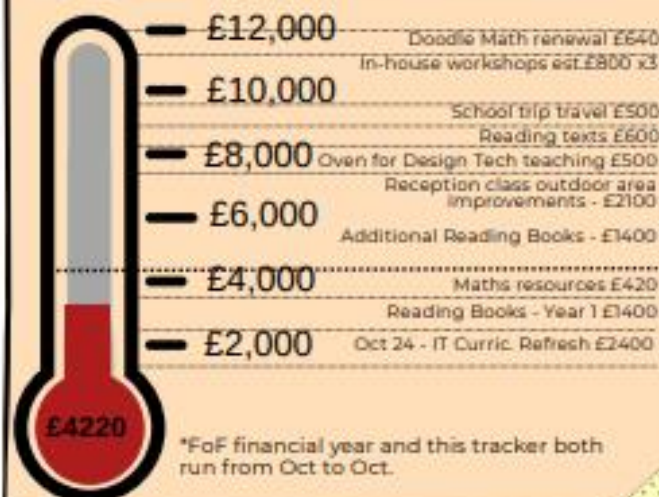 £12,000
Doodle Math renewal £640
In-house workshops est.£800 x3
£10,000
School trip travel £500
Reading texts £600
£8,000
Oven for Design Tech teaching £500
Reception class outdoor area
improvements - £2100
£6,000
Additional Reading Books - £1400
£4,000
Maths resources £420
Reading Books - Year 1 £1400
£2,000
Oct 24 - IT Curric. Refresh £2400
£4220
*FoF financial year and this tracker both
run from Oct to Oct.